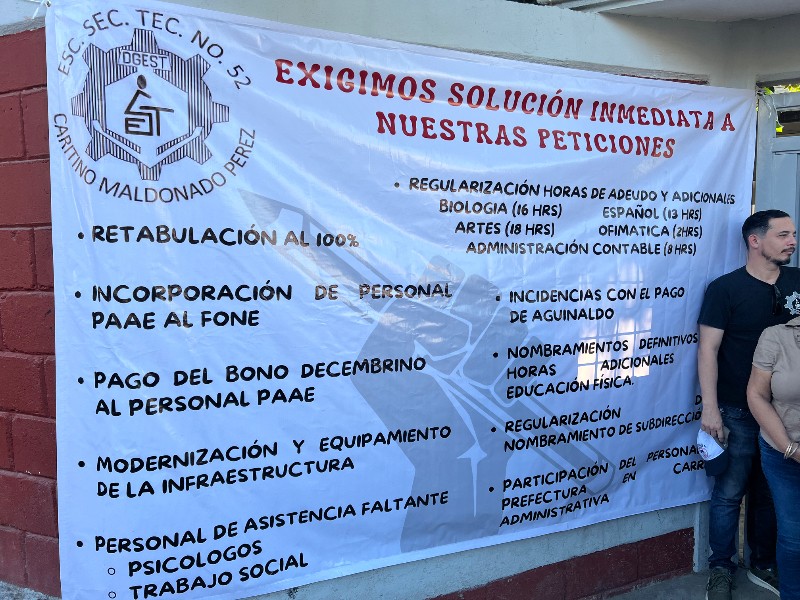 ESC. SEC. TEC. NO. 52
DGEST
EIT
CARITINO MALDONADO PEREZ
EXIGIMOS SOLUCIÓN INMEDIATA A
NUESTRAS PETICIONES
• RETABULACIÓN AL 100%
• INCORPORACIÓN DE PERSONAL
PAAE AL FONE
• PAGO DEL BONO DECEMBRINO
AL PERSONAL PAAE
• MODERNIZACIÓN Y EQUIPAMIENTO
DE LA INFRAESTRUCTURA
• PERSONAL DE ASISTENCIA FALTANTE
○ PSICOLOGOS
○ TRABAJO SOCIAL
• REGULARIZACIÓN HORAS DE ADEUDO Y ADICIONALES
BIOLOGIA (16 HRS) ESPAÑOL (13 HRS)
ARTES (18 HRS) OFIMATICA (2HRS)
ADMINISTRACIÓN CONTABLE (8 HRS)
• INCIDENCIAS CON EL PAGO
DE AGUINALDO
• NOMBRAMIENTOS DEFINITIVOS
HORAS ADICIONALES
EDUCACIÓN FÍSICA.
• REGULARIZACIÓN D
NOMBRAMIENTO DE SUBDIRECCIÓ
• PARTICIPACIÓN DEL PERSONAL
PREFECTURA EN CARR
ADMINISTRATIVA